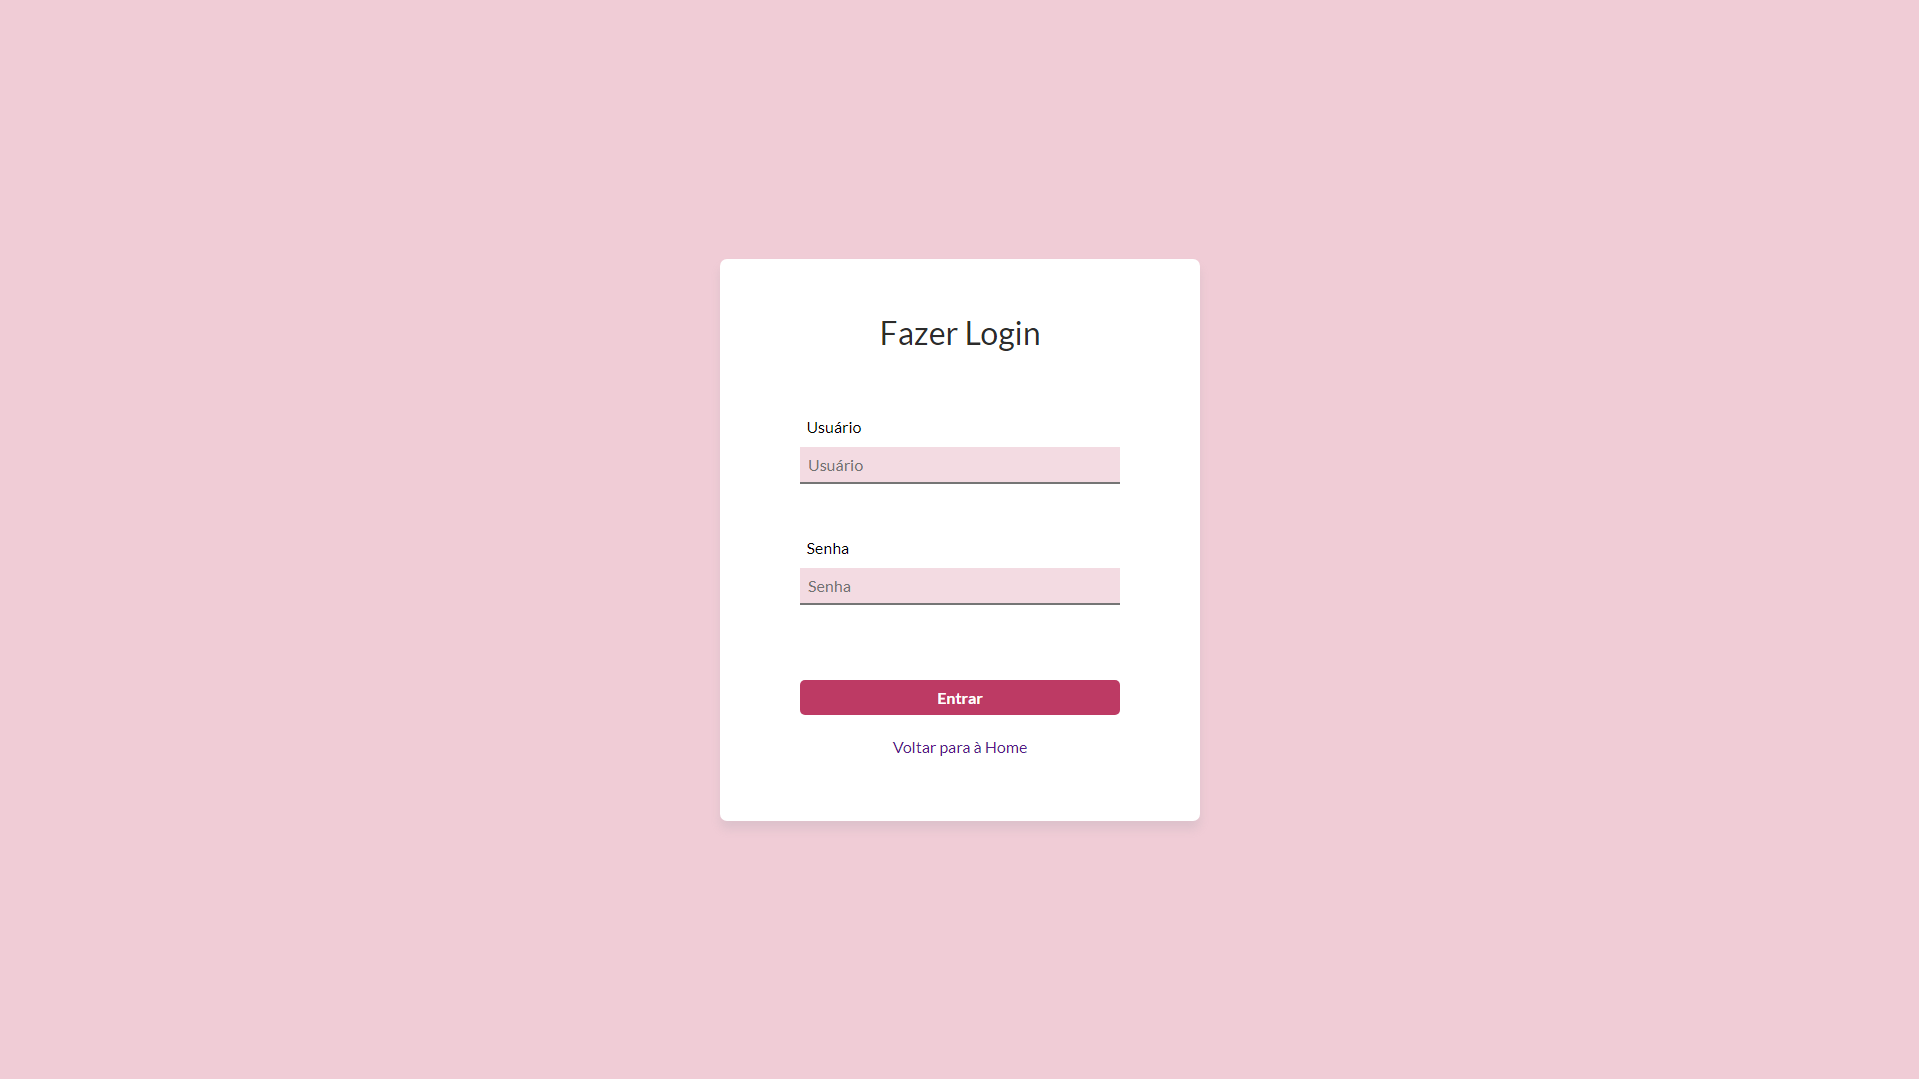 Fazer Login
Usuário
Usuário
Senha
Senha
Entrar
Voltar para à Home